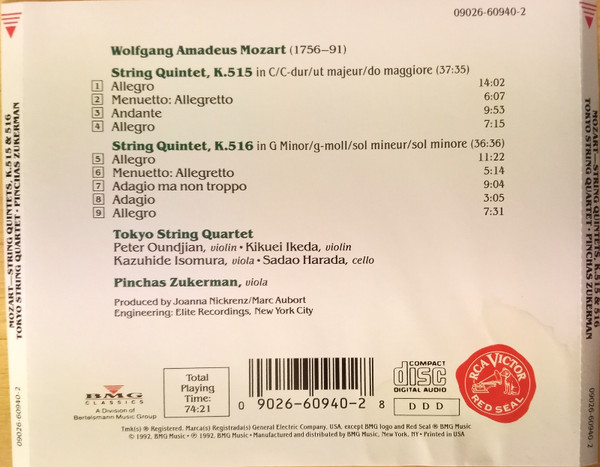 09026-60940-2
Wolfgang Amadeus Mozart (1756–91)
String Quintet, K.515 in C/C-dur/ut majeur/do maggiore (37:35)
1 Allegro 14:02
2 Menuetto: Allegretto 6:07
3 Andante 9:53
4 Allegro 7:15
String Quintet, K.516 in G Minor/g-moll/sol mineur/sol minore (36:36)
5 Allegro 11:22
6 Menuetto: Allegretto 5:14
7 Adagio ma non troppo 9:04
8 Adagio 3:05
9 Allegro 7:31
Tokyo String Quartet
Peter Oundjian, violin • Kikuei Ikeda, violin
Kazuhide Isomura, viola • Sadao Harada, cello
Pinchas Zukerman, viola
Produced by Joanna Nickrenz/Marc Aubort
Engineering: Elite Recordings, New York City
BMG
CLASSICS
A Division of
Bertelsmann Music Group
Total
Playing
Time:
74:21
0 09026-60940-2 8
COMPACT
disc
DIGITAL AUDIO
D D D
RCA VICTOR
RED SEAL
Tmk(s) ® Registered. Marca(s) Registrada(s) General Electric Company, USA, except BMG logo and Red Seal ® BMG Music
© 1992, BMG Music • ℗ 1992, BMG Music • Manufactured and distributed by BMG Music, New York, NY • Printed in USA
MOZART—STRING QUINTETS, K.515 & 516
TOKYO STRING QUARTET • PINCHAS ZUKERMAN
09026-60940-2
MOZART—STRING QUINTETS, K.515 & 516
TOKYO STRING QUARTET • PINCHAS ZUKERMAN
09026-60940-2